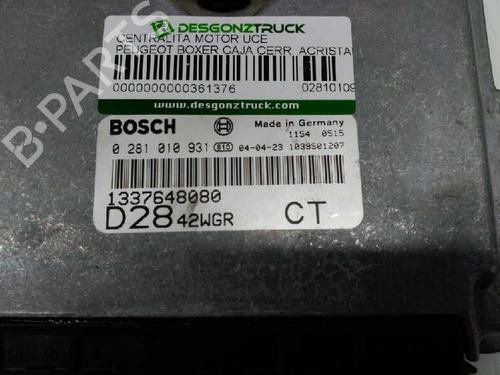 DESGONZTRUCK
CENTRALITA MOTOR UCE
PEUGEOT BOXER CAJA CERR. ACRISTA
0000000000361376 02810109
www.desgonztruck.com
BOSCH Made in Germany
1154 0515
0 281 010 931 04-04-23 1039S01207
1337648080
D28 42WGR CT